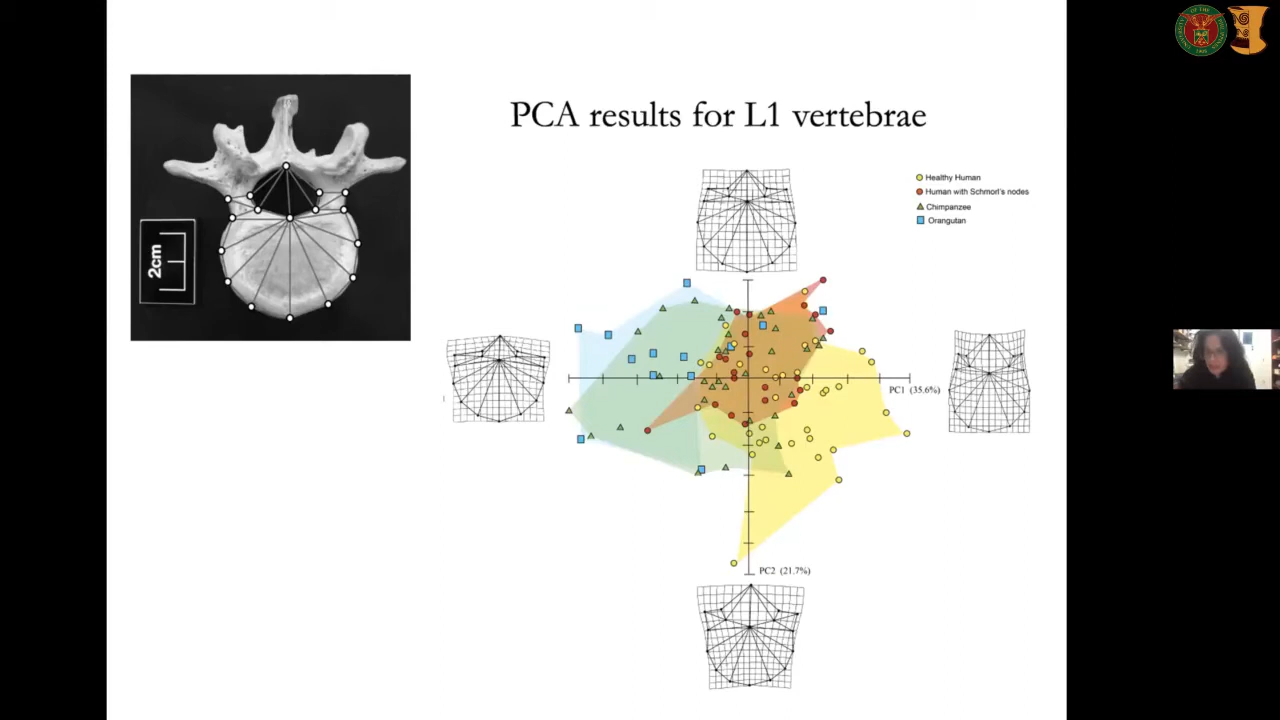 PCA results for L1 vertebrae
2cm
Healthy Human
Human with Schmorl's nodes
Chimpanzee
Orangutan
PC1 (35.6%)
PC2 (21.7%)